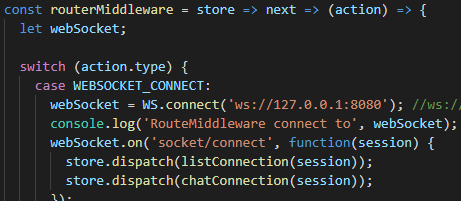 const routerMiddleware = store => next => (action) => {
let webSocket;
switch (action.type) {
case WEBSOCKET_CONNECT:
webSocket = WS.connect('ws://127.0.0.1:8080'); //ws://
console.log('RouteMiddleware connect to', webSocket);
webSocket.on('socket/connect', function(session) {
store.dispatch(listConnection(session));
store.dispatch(chatConnection(session));
});